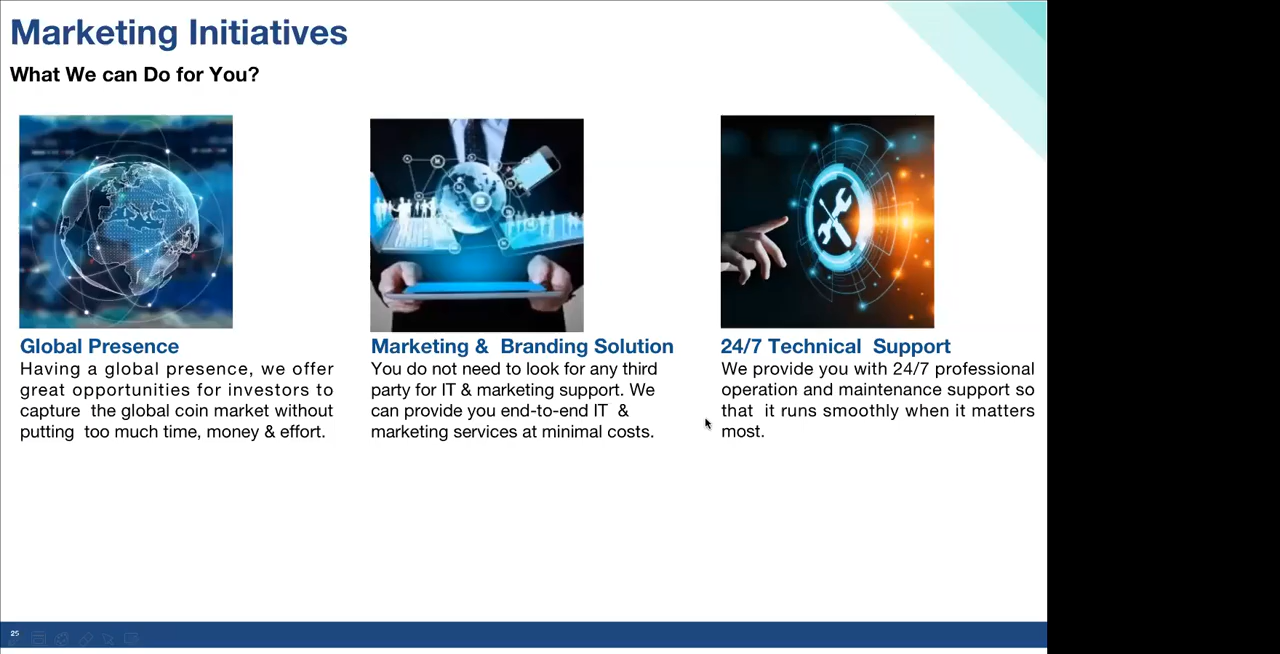 Marketing Initiatives
What We can Do for You?
Global Presence
Having a global presence, we offer
great opportunities for investors to
capture the global coin market without
putting too much time, money & effort.
Marketing & Branding Solution
You do not need to look for any third
party for IT & marketing support. We
can provide you end-to-end IT &
marketing services at minimal costs.
24/7 Technical Support
We provide you with 24/7 professional
operation and maintenance support so
that it runs smoothly when it matters
most.
25